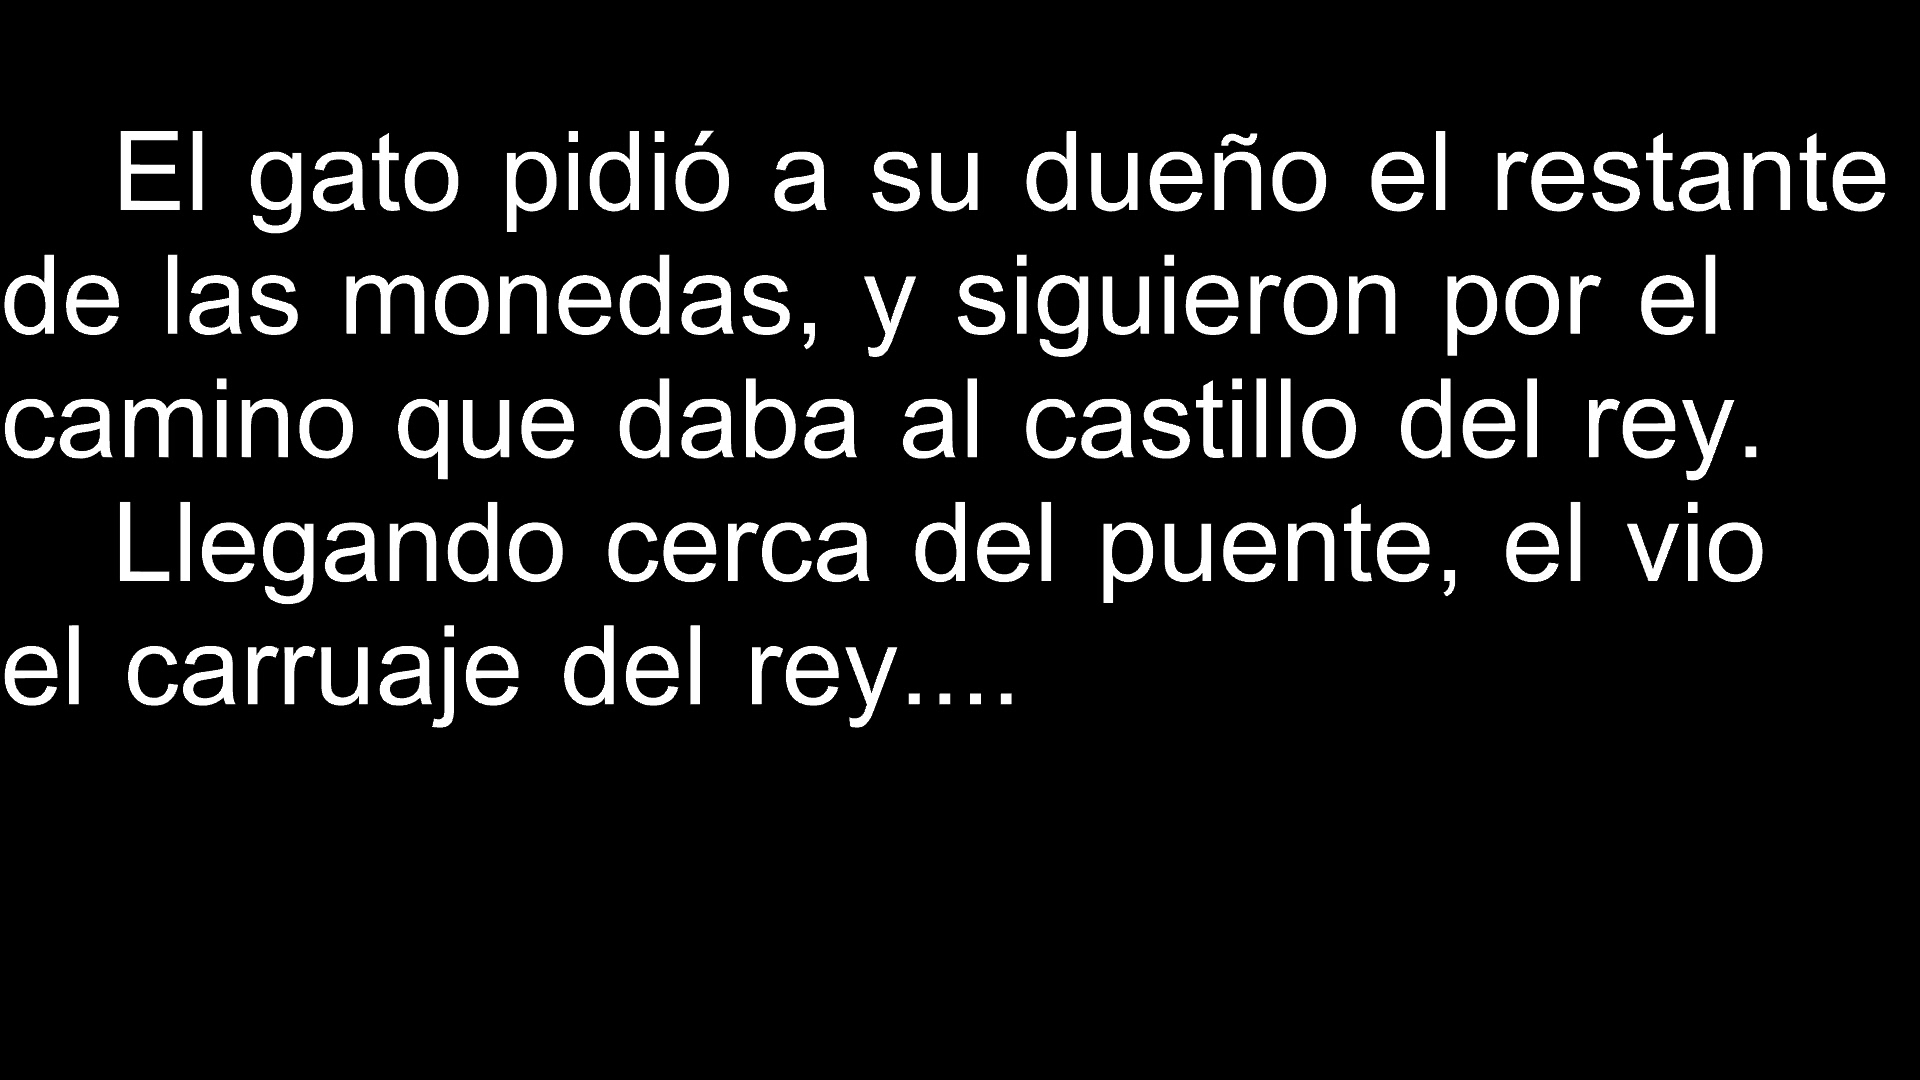 El gato pidió a su dueño el restante
de las monedas, y siguieron por el
camino que daba al castillo del rey.
Llegando cerca del puente, el vio
el carruaje del rey....